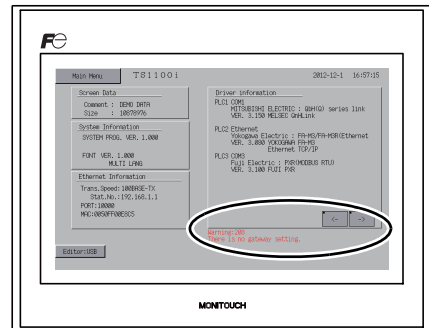 Fe
Main Menu
TS1100i
2012-12-1 16:57:15
Screen Data
Comment : DEMO DATA
Size : 10878976
System Information
SYSTEM PROG. VER. 1.000
FONT VER. 1.000
MULTI LANG
Ethernet Information
Trans.Speed:100BASE-TX
Stat.No.:192.168.1.1
PORT:10000
MAC:0050FF00E8C5
Editor:USB
Driver information
PLC1 COM1
MITSUBISHI ELECTRIC : QnH(Q) series link
VER. 3.150 MELSEC QnHLink
PLC2 Ethernet
Yokogawa Electric : FA-M3/FA-M3R(Ethernet
VER. 3.080 YOKOGAWA FA-M3
Ethernet TCP/IP
PLC3 COM3
Fuji Electric : PXR(MODBUS RTU)
VER. 3.100 FUJI PXR
<- ->
Warning:200
There is no gateway setting.
MONITOUCH